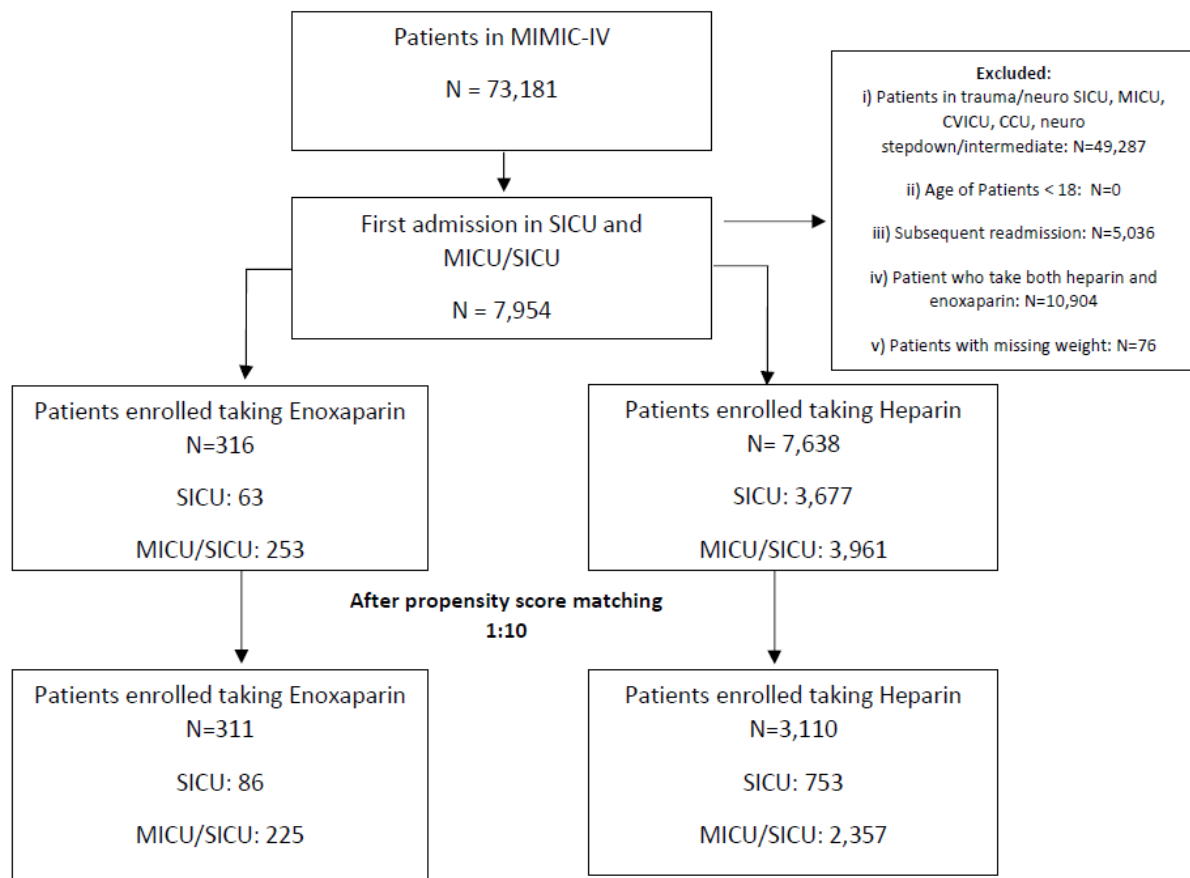 Patients in MIMIC-IV
N = 73,181
Excluded:
i) Patients in trauma/neuro SICU, MICU,
CVICU, CCU, neuro
stepdown/intermediate: N=49,287
ii) Age of Patients < 18: N=0
iii) Subsequent readmission: N=5,036
iv) Patient who take both heparin and
enoxaparin: N=10,904
v) Patients with missing weight: N=76
First admission in SICU and
MICU/SICU
N = 7,954
Patients enrolled taking Enoxaparin
N=316
SICU: 63
MICU/SICU: 253
Patients enrolled taking Heparin
N= 7,638
SICU: 3,677
MICU/SICU: 3,961
After propensity score matching
1:10
Patients enrolled taking Enoxaparin
N=311
SICU: 86
MICU/SICU: 225
Patients enrolled taking Heparin
N=3,110
SICU: 753
MICU/SICU: 2,357